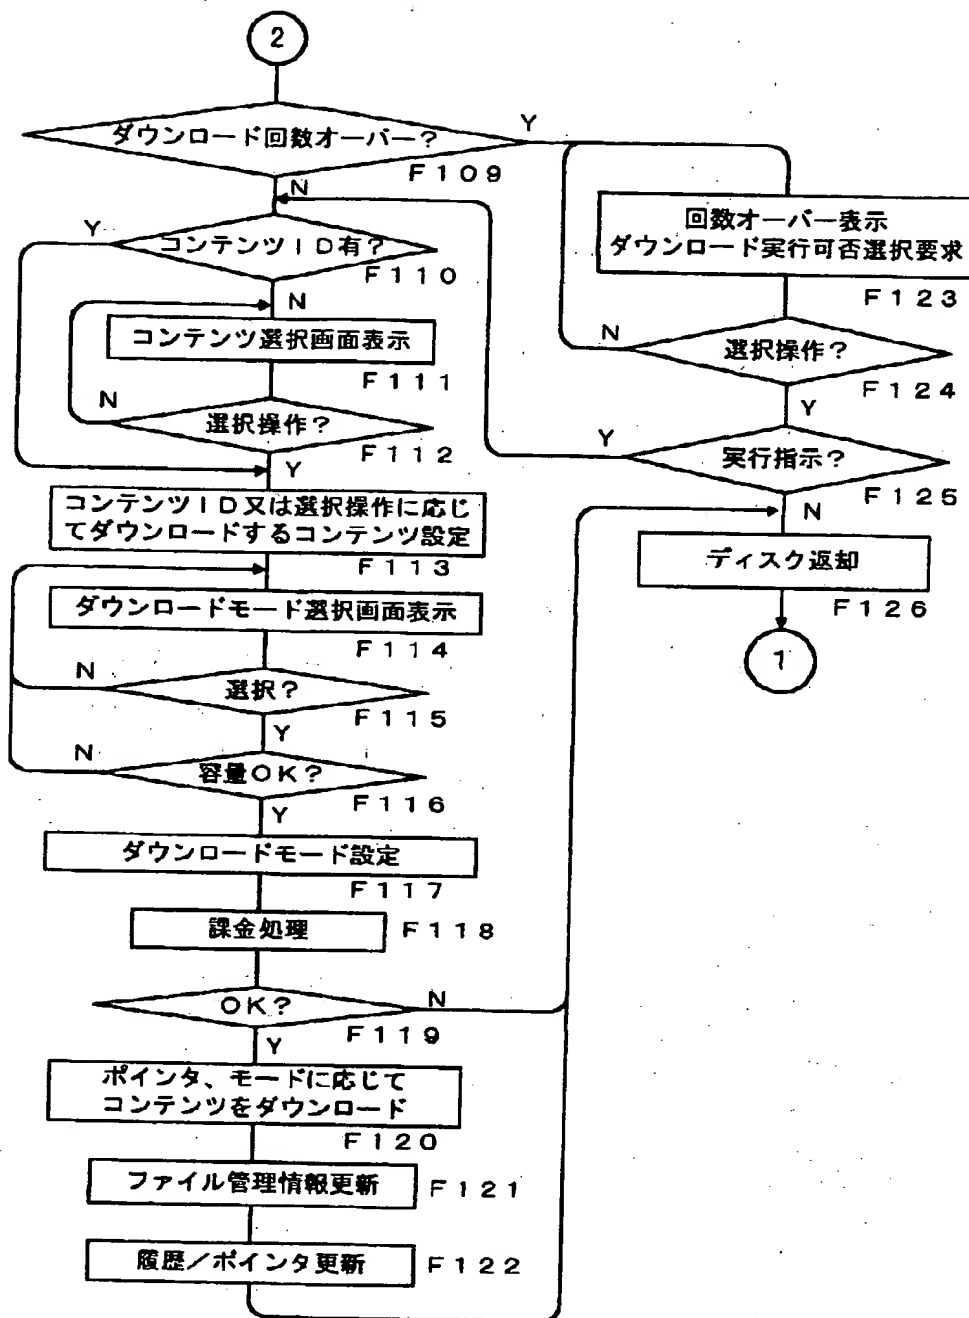 2
ダウンロード回数オーバー？
Y
F109
N
Y
コンテンツID有？
F110
N
コンテンツ選択画面表示
F111
N
選択操作？
F112
Y
コンテンツID又は選択操作に応じ
てダウンロードするコンテンツ設定
F113
ダウンロードモード選択画面表示
F114
N
選択？
F115
Y
N
容量OK？
F116
Y
ダウンロードモード設定
F117
課金処理
F118
OK？
N
F119
Y
ポインタ、モードに応じて
コンテンツをダウンロード
F120
ファイル管理情報更新
F121
履歴／ポインタ更新
F122
回数オーバー表示
ダウンロード実行可否選択要求
F123
N
選択操作？
F124
Y
Y
実行指示？
F125
N
ディスク返却
F126
1